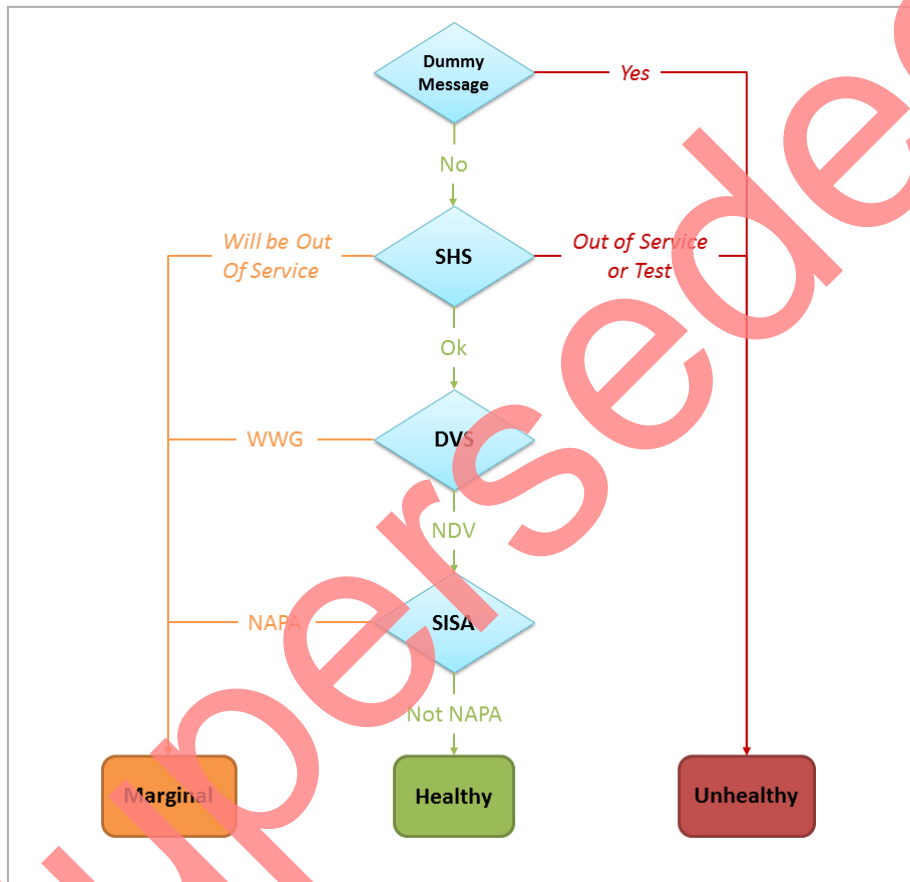 Dummy
Message
Yes
No
Will be Out
Of Service
SHS
Out of Service
or Test
Ok
WWG
DVS
NDV
NAPA
SISA
Not NAPA
Marginal
Healthy
Unhealthy
upersede